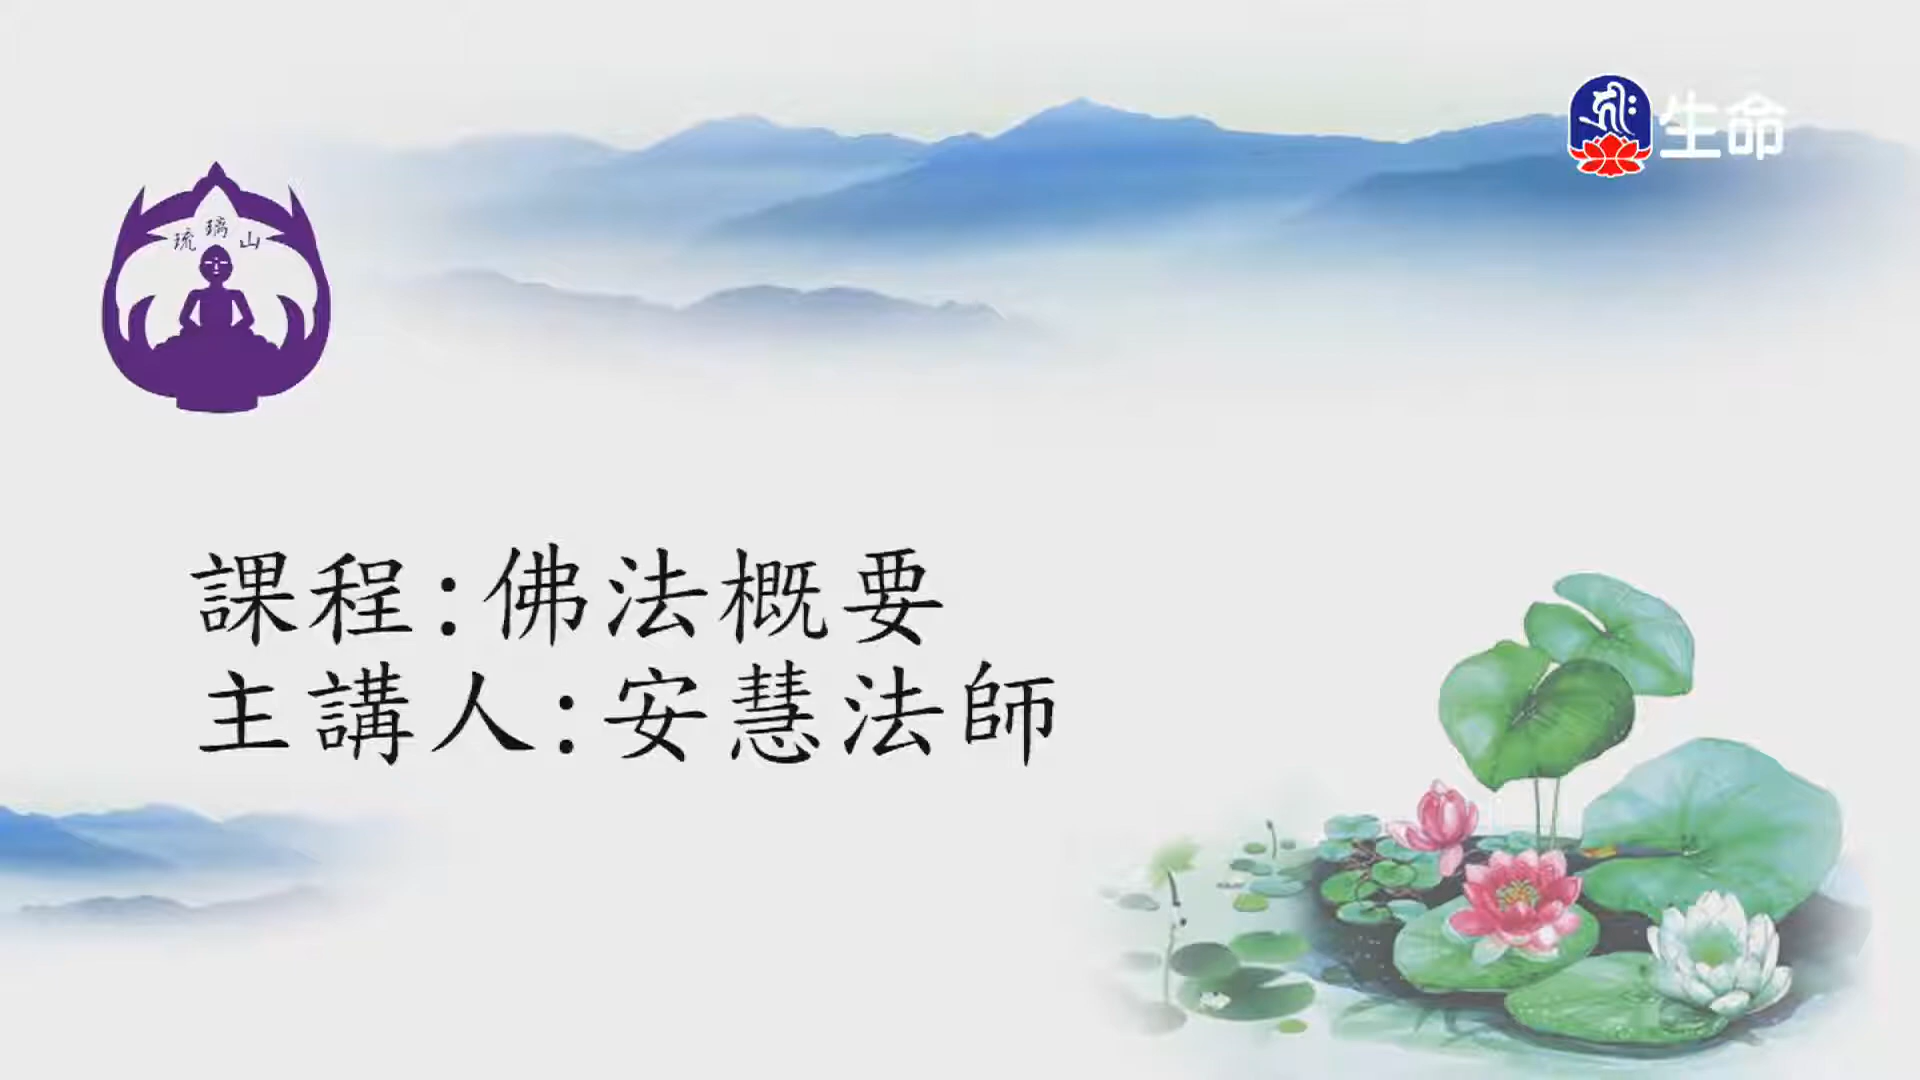 生命
琉璃山
課程:佛法概要
主講人:安慧法師